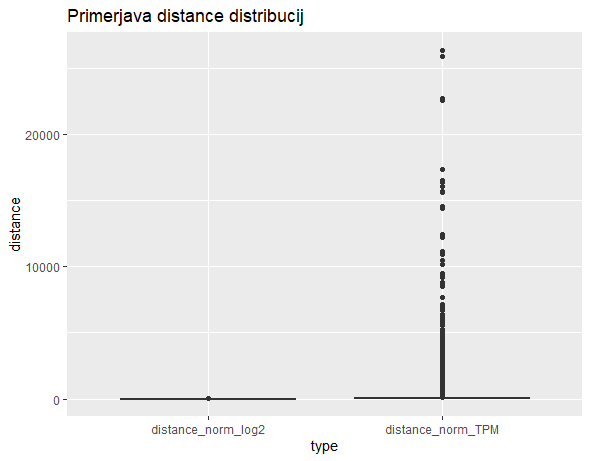 Primerjava distance distribucij
distance
20000
10000
0
distance_norm_log2
distance_norm_TPM
type